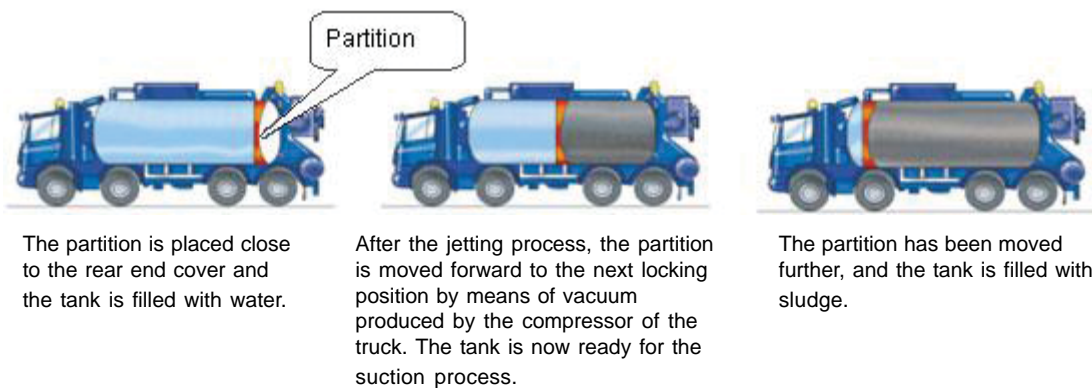 Partition
The partition is placed close
to the rear end cover and
the tank is filled with water.
After the jetting process, the partition
is moved forward to the next locking
position by means of vacuum
produced by the compressor of the
truck. The tank is now ready for the
suction process.
The partition has been moved
further, and the tank is filled with
sludge.